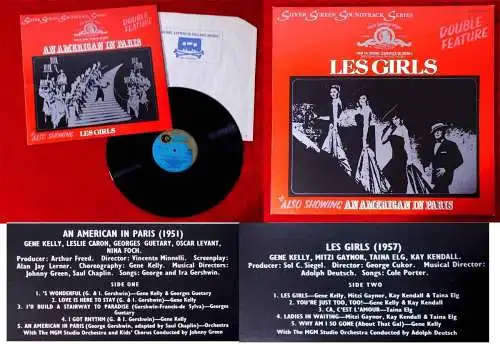 Silver Screen Soundtrack Series
DOUBLE
FEATURE
AN AMERICAN IN PARIS
ALSO SHOWING LES GIRLS
Silver Screen Soundtrack Series
DOUBLE
FEATURE
LES GIRLS
ALSO SHOWING AN AMERICAN IN PARIS
AN AMERICAN IN PARIS (1951)
GENE KELLY, LESLIE CARON, GEORGES GUETARY, OSCAR LEVANT,
NINA FOCH.
Producer: Arthur Freed. Director: Vincente Minnelli. Screenplay:
Alan Jay Lerner. Choreography: Gene Kelly. Musical Directors:
Johnny Green, Saul Chaplin. Songs: George and Ira Gershwin.
SIDE ONE
1. 'S WONDERFUL (G. & I. Gershwin)—Gene Kelly & Georges Guetary
2. LOVE IS HERE TO STAY (G. & I. Gershwin)—Gene Kelly
3. I'LL BUILD A STAIRWAY TO PARADISE (Gershwin-Francis-de Sylva)—Georges
Guetary
4. I GOT RHYTHM (G. & I. Gershwin)—Gene Kelly
5. AN AMERICAN IN PARIS (George Gershwin, adapted by Saul Chaplin)—Orchestra
With The MGM Studio Orchestra and Kids' Chorus Conducted by Johnny Green
LES GIRLS (1957)
GENE KELLY, MITZI GAYNOR, TAINA ELG, KAY KENDALL.
Producer: Sol C. Siegel. Director: George Cukor. Musical Director:
Adolph Deutsch. Songs: Cole Porter.
SIDE TWO
1. LES GIRLS—Gene Kelly, Mitzi Gaynor, Kay Kendall & Taina Elg
2. YOU'RE JUST TOO, TOO!—Gene Kelly & Kay Kendall
3. CA, C'EST L'AMOUR—Taina Elg
4. LADIES IN WAITING—Mitzi Gaynor, Kay Kendall & Taina Elg
5. WHY AM I SO GONE (About That Gal)—Gene Kelly
With The MGM Studio Orchestra Conducted by Adolph Deutsch